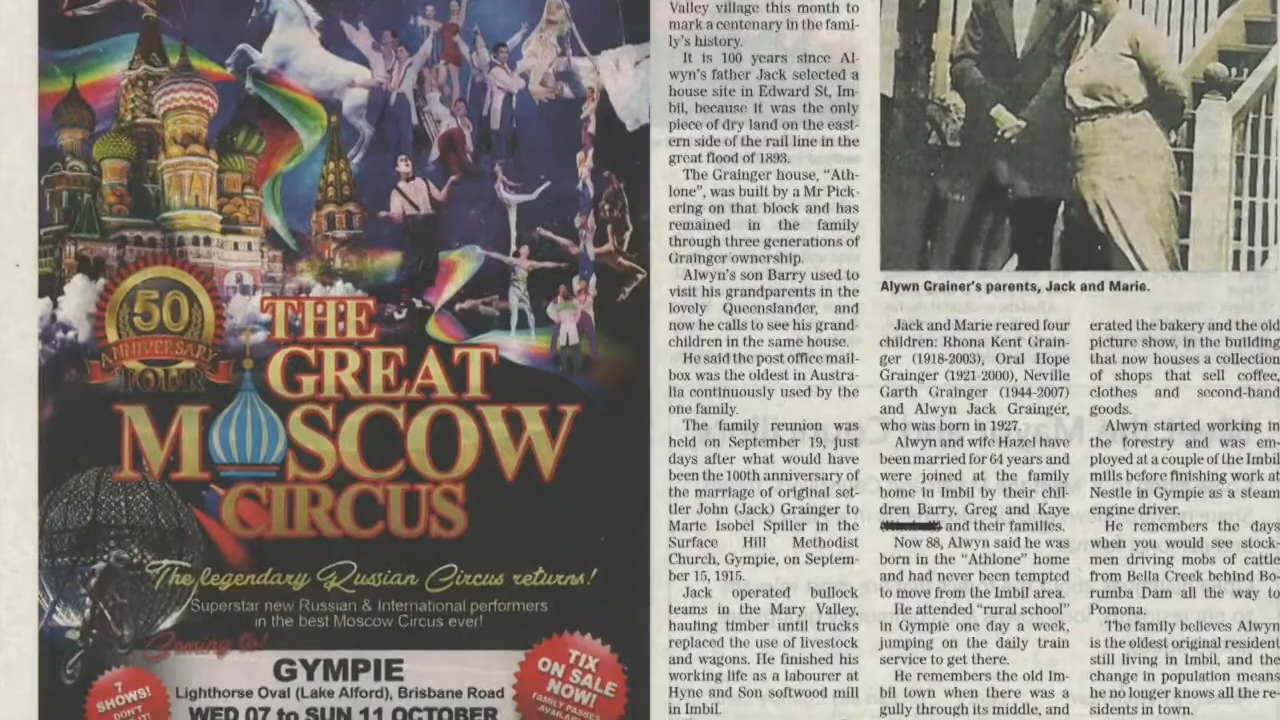 50
ANNIVERSARY
TOUR
THE
GREAT
MOSCOW
CIRCUS
The legendary Russian Circus returns!
Superstar new Russian & International performers
in the best Moscow Circus ever!
Coming to!
GYMPIE
Lighthorse Oval (Lake Alford), Brisbane Road
WED 07 to SUN 11 OCTOBER
7
SHOWS!
DON'T
TIX
ON SALE
NOW!
FAMILY PASSES
Valley village this month to
mark a centenary in the fami-
ly's history.
It is 100 years since Al-
wyn's father Jack selected a
house site in Edward St, Im-
bil, because it was the only
piece of dry land on the east-
ern side of the rail line in the
great flood of 1893.
The Grainger house, "Ath-
lone", was built by a Mr Pick-
ering on that block and has
remained in the family
through three generations of
Grainger ownership.
Alwyn's son Barry used to
visit his grandparents in the
lovely Queenslander, and
now he calls to see his grand-
children in the same house.
He said the post office mail-
box was the oldest in Austra-
lia continuously used by the
one family.
The family reunion was
held on September 19, just
days after what would have
been the 100th anniversary of
the marriage of original set-
tler John (Jack) Grainger to
Marie Isobel Spiller in the
Surface Hill Methodist
Church, Gympie, on Septem-
ber 15, 1915.
Jack operated bullock
teams in the Mary Valley,
hauling timber until trucks
replaced the use of livestock
and wagons. He finished his
working life as a labourer at
Hyne and Son softwood mill
in Imbil.
Alywn Grainer's parents, Jack and Marie.
Jack and Marie reared four
children: Rhona Kent Grain-
ger (1918-2003), Oral Hope
Grainger (1921-2000), Neville
Garth Grainger (1944-2007)
and Alwyn Jack Grainger,
who was born in 1927.
Alwyn and wife Hazel have
been married for 64 years and
were joined at the family
home in Imbil by their chil-
dren Barry, Greg and Kaye
and their families.
Now 88, Alwyn said he was
born in the "Athlone" home
and had never been tempted
to move from the Imbil area.
He attended "rural school"
in Gympie one day a week,
jumping on the daily train
service to get there.
He remembers the old Im-
bil town when there was a
gully through its middle, and
erated the bakery and the old
picture show, in the building
that now houses a collection
of shops that sell coffee,
clothes and second-hand
goods.
Alwyn started working in
the forestry and was em-
ployed at a couple of the Imbil
mills before finishing work at
Nestle in Gympie as a steam
engine driver.
He remembers the days
when you would see stock-
men driving mobs of cattle
from Bella Creek behind Bo-
rumba Dam all the way to
Pomona.
The family believes Alwyn
is the oldest original resident
still living in Imbil, and the
change in population means
he no longer knows all the re-
sidents in town.